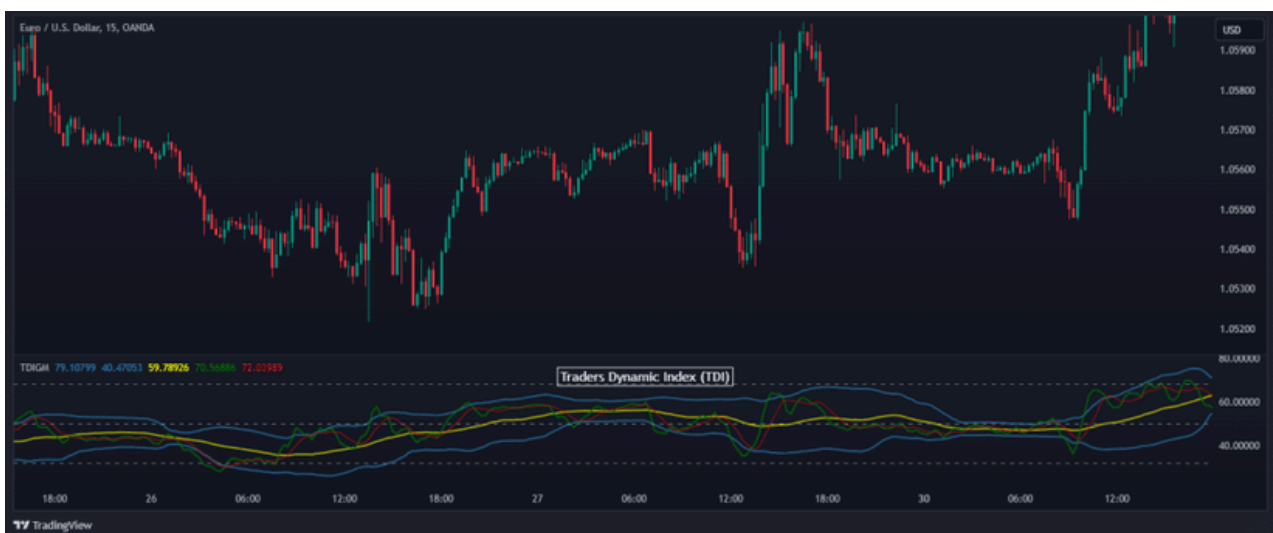 Euro / U.S. Dollar, 15, OANDA
USD
1.05900
1.05800
1.05700
1.05600
1.05500
1.05400
1.05300
1.05200
TDIGM 79.10799 40.47053 59.78926 70.56886 72.03989
80.00000
Traders Dynamic Index (TDI)
60.00000
40.00000
18:00 26 06:00 12:00 18:00 27 06:00 12:00 18:00 30 06:00 12:00
TradingView